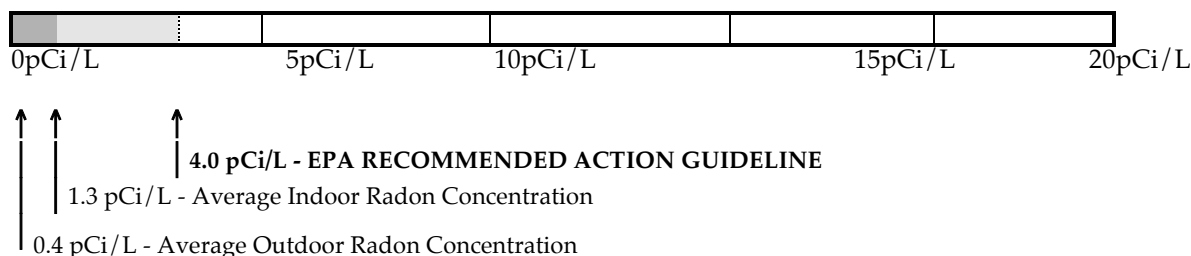 0pCi/L 5pCi/L 10pCi/L 15pCi/L 20pCi/L
4.0 pCi/L - EPA RECOMMENDED ACTION GUIDELINE
1.3 pCi/L - Average Indoor Radon Concentration
0.4 pCi/L - Average Outdoor Radon Concentration